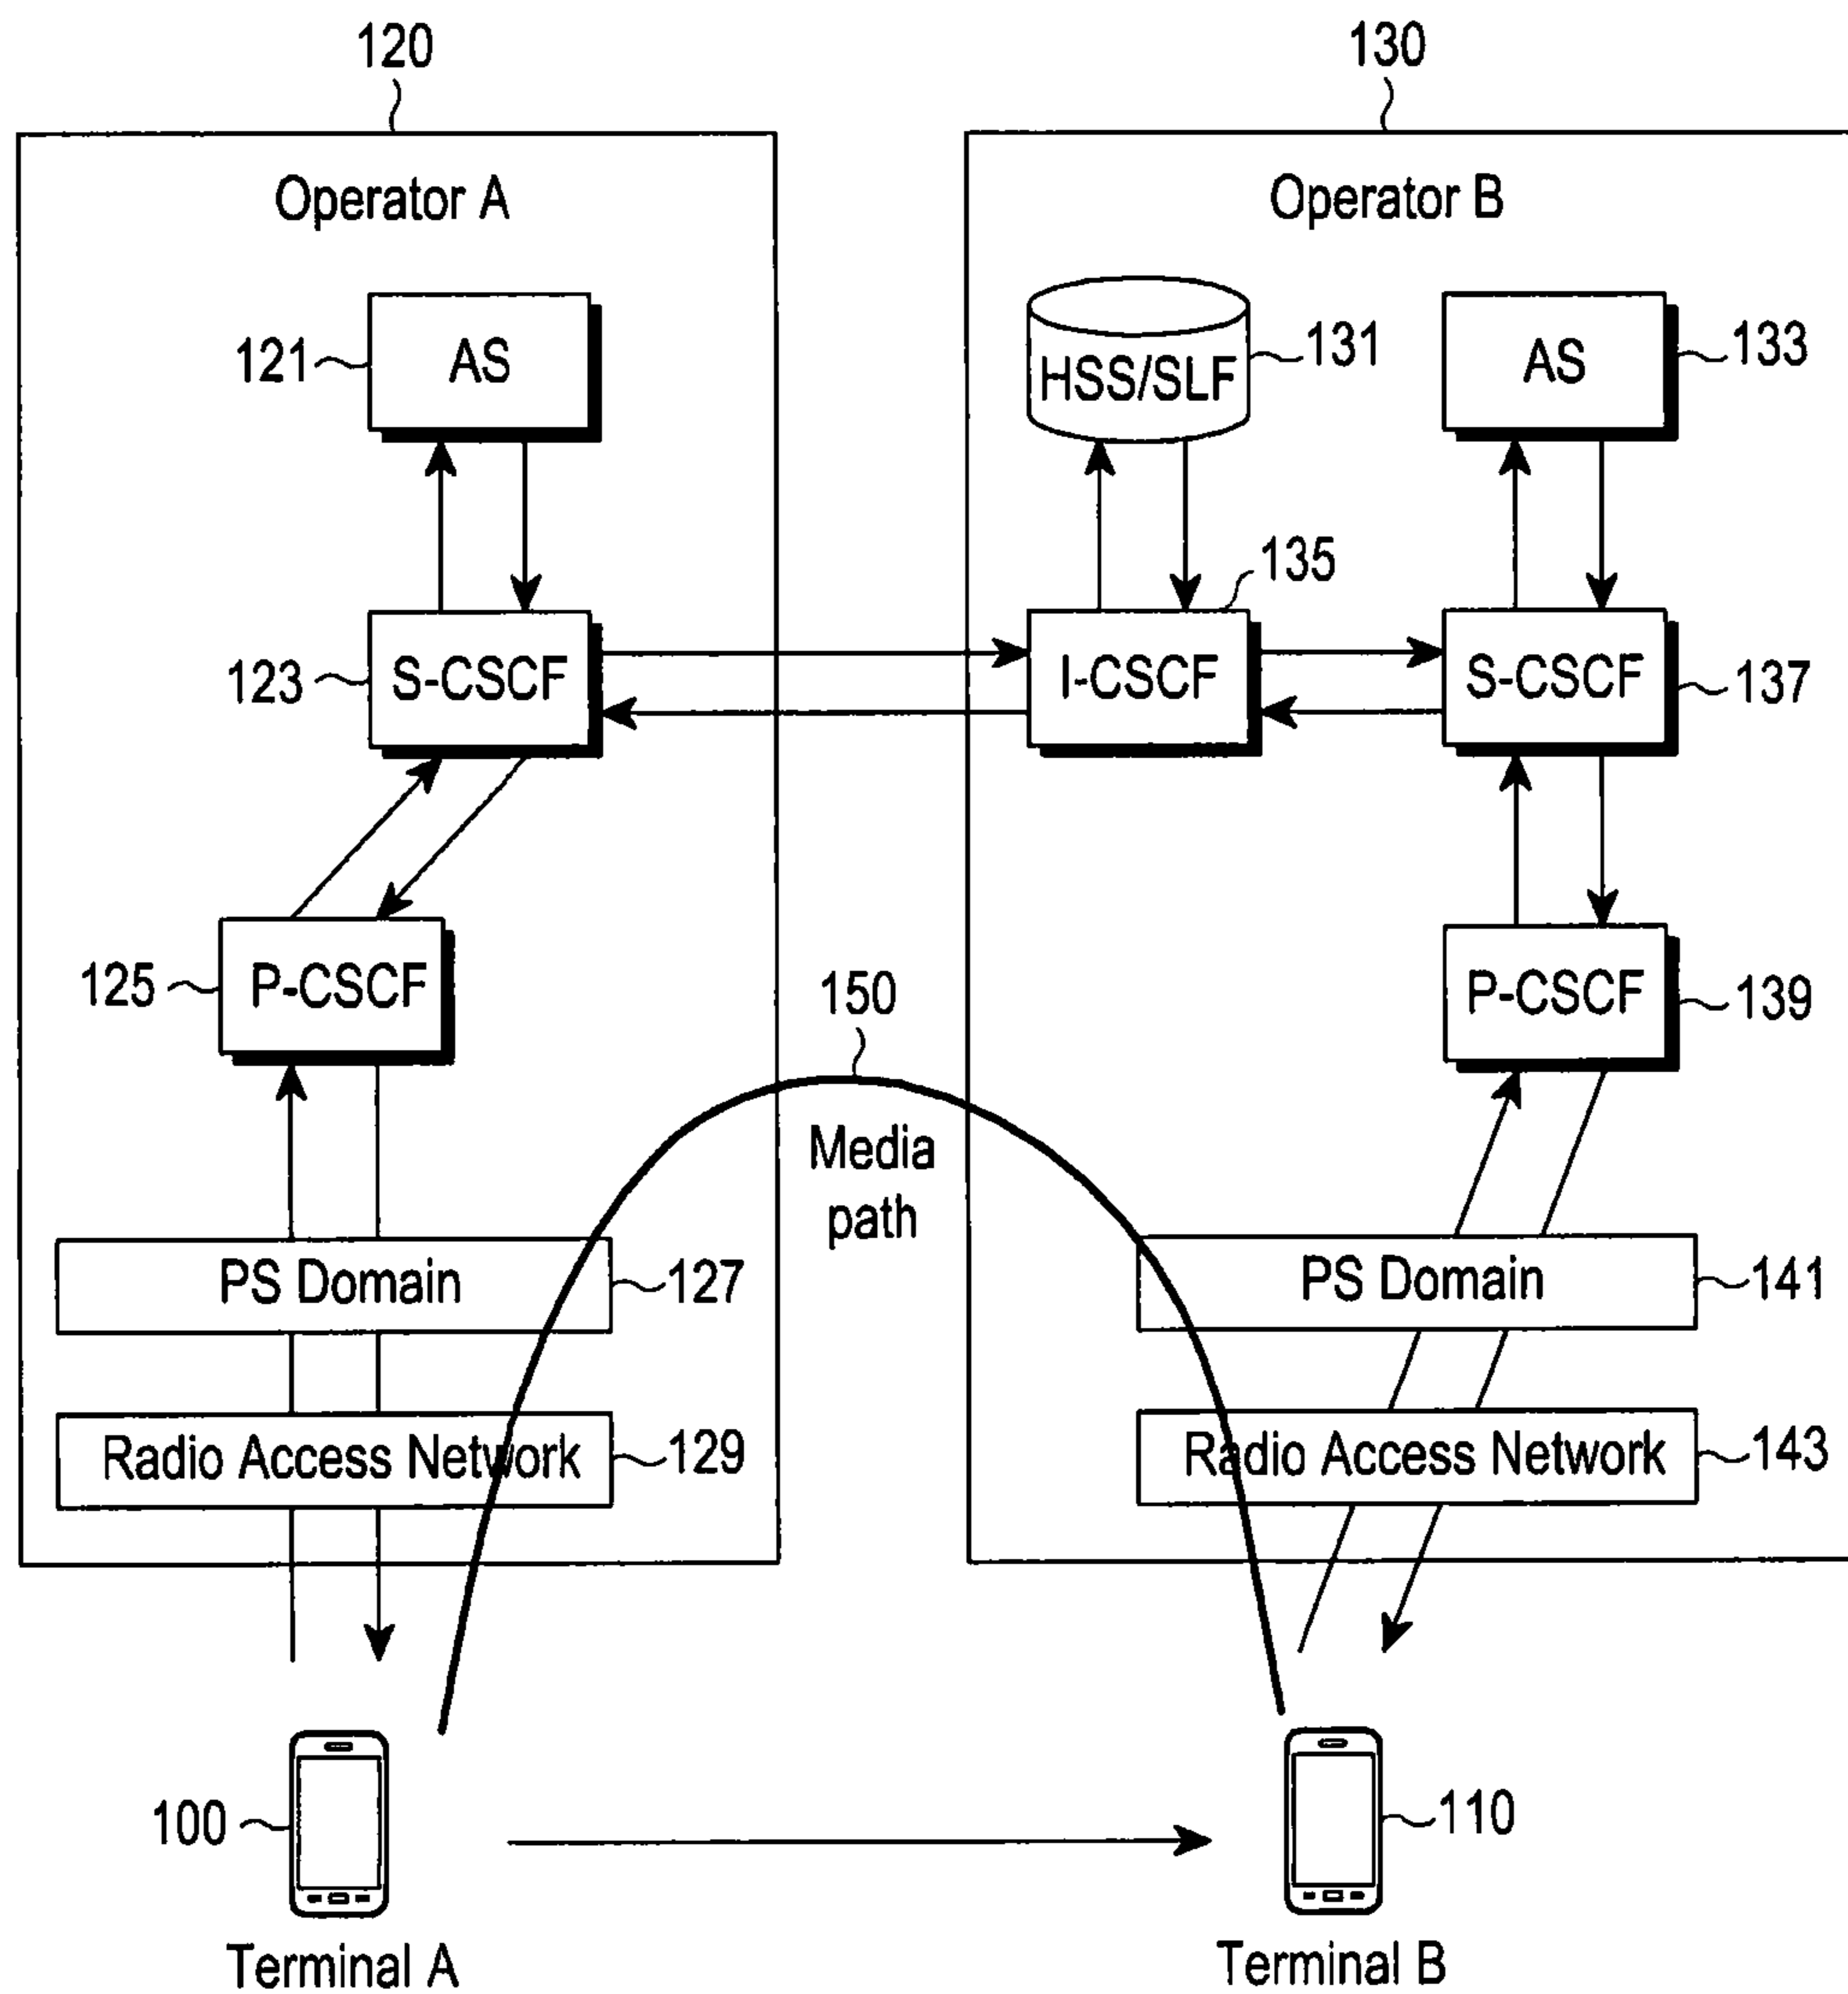 120
130
Operator A
Operator B
121
AS
HSS/SLF
131
AS
133
135
123
S-CSCF
I-CSCF
S-CSCF
137
125
P-CSCF
150
P-CSCF
139
Media
path
PS Domain
127
PS Domain
141
Radio Access Network
129
Radio Access Network
143
100
110
Terminal A
Terminal B